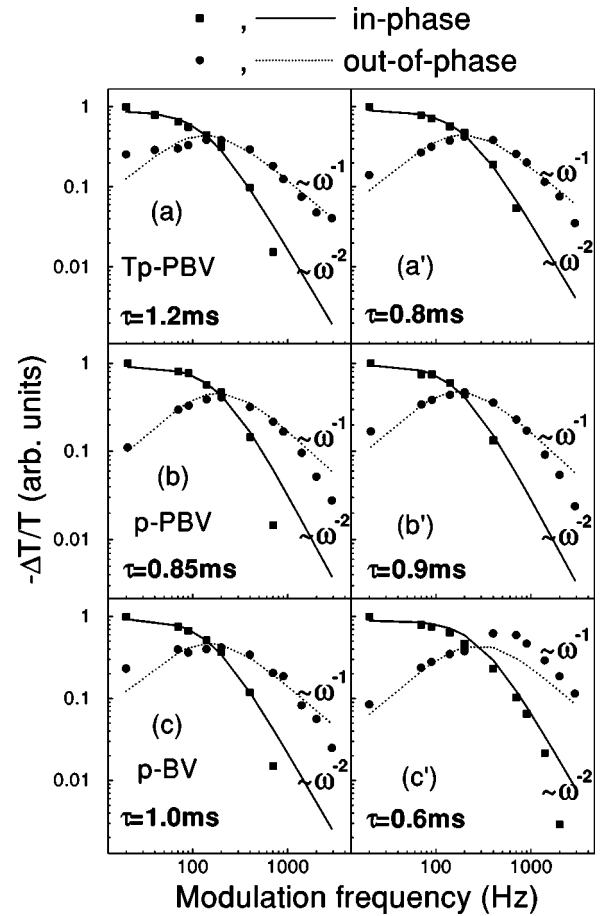 ■ , —— in-phase
● , ········ out-of-phase
-ΔT/T (arb. units)
1
0.1
0.01
(a)
Tp-PBV
τ=1.2ms
~ω⁻¹
~ω⁻²
(a')
τ=0.8ms
~ω⁻¹
~ω⁻²
1
0.1
0.01
(b)
p-PBV
τ=0.85ms
~ω⁻¹
~ω⁻²
(b')
τ=0.9ms
~ω⁻¹
~ω⁻²
1
0.1
0.01
(c)
p-BV
τ=1.0ms
~ω⁻¹
~ω⁻²
(c')
τ=0.6ms
~ω⁻¹
~ω⁻²
100 1000 100 1000
Modulation frequency (Hz)